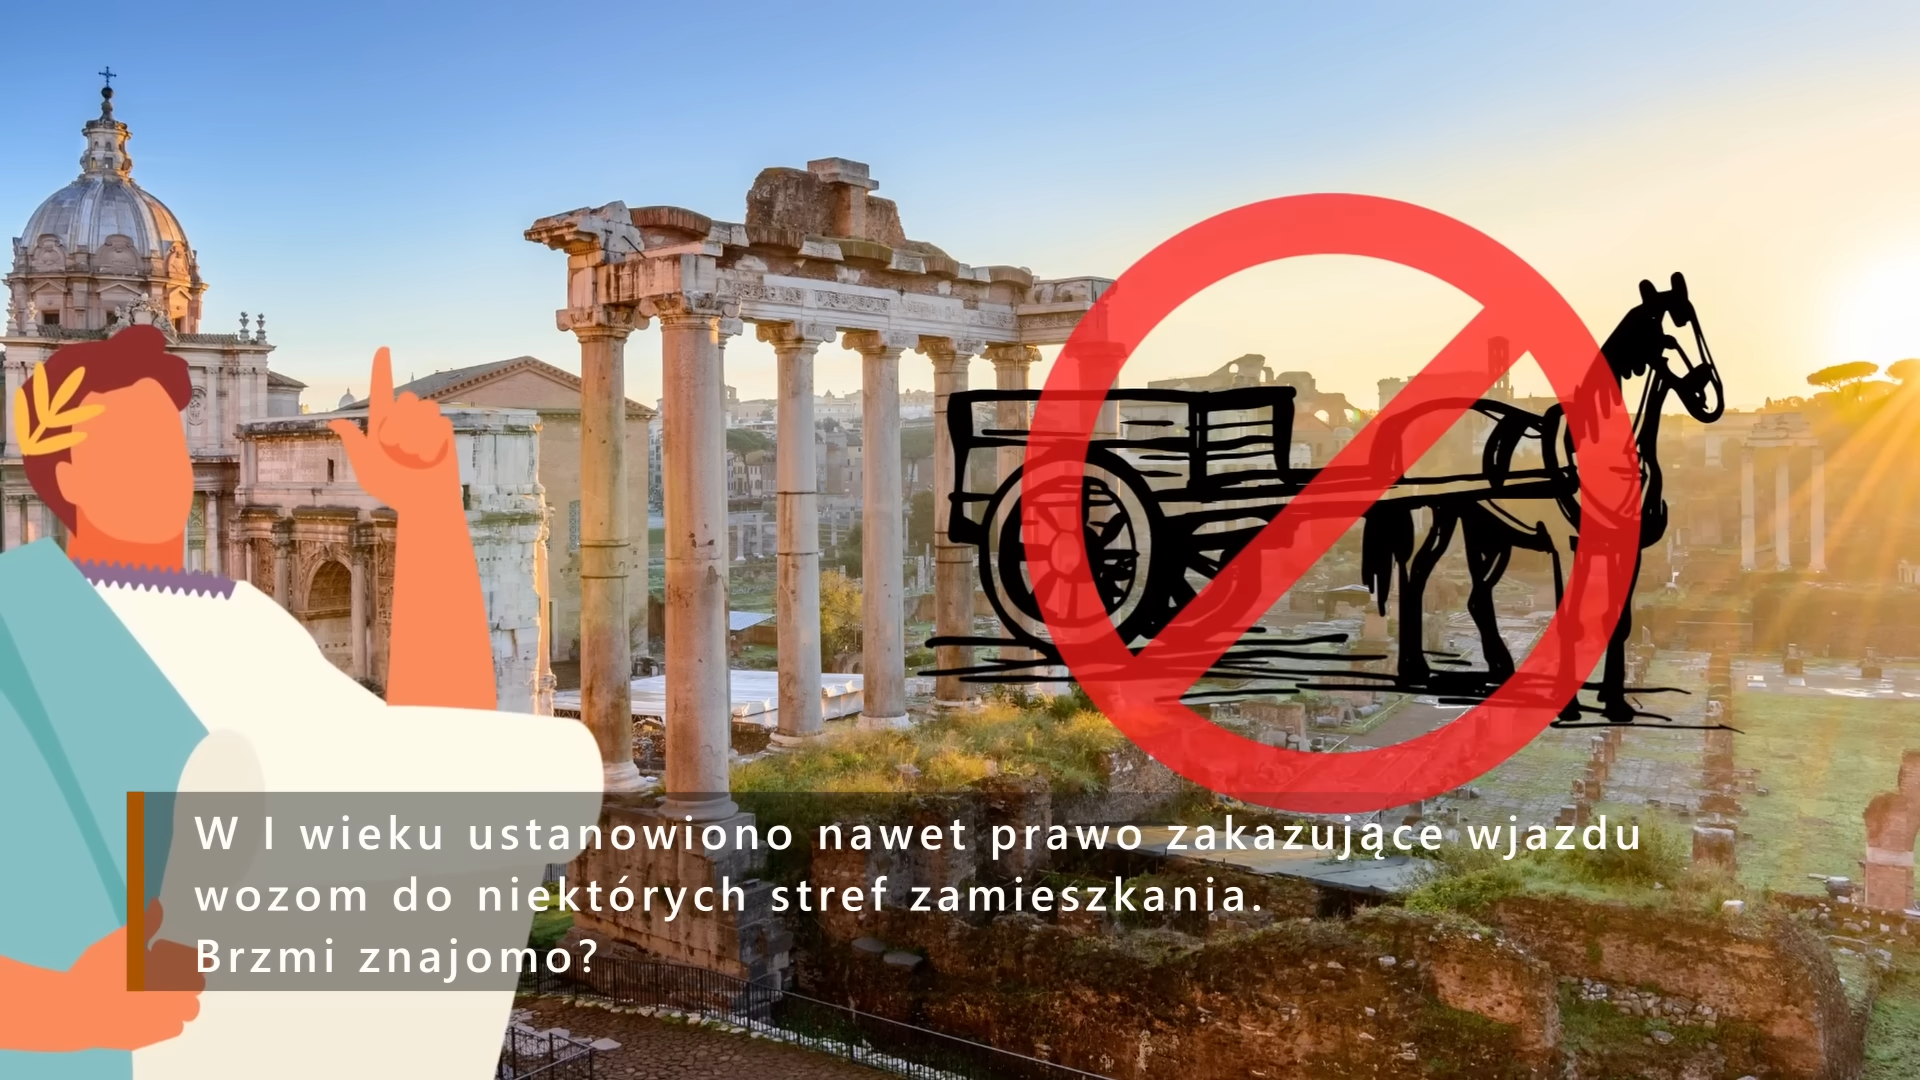 W I wieku ustanowiono nawet prawo zakazujące wjazdu
wozom do niektórych stref zamieszkania.
Brzmi znajomo?